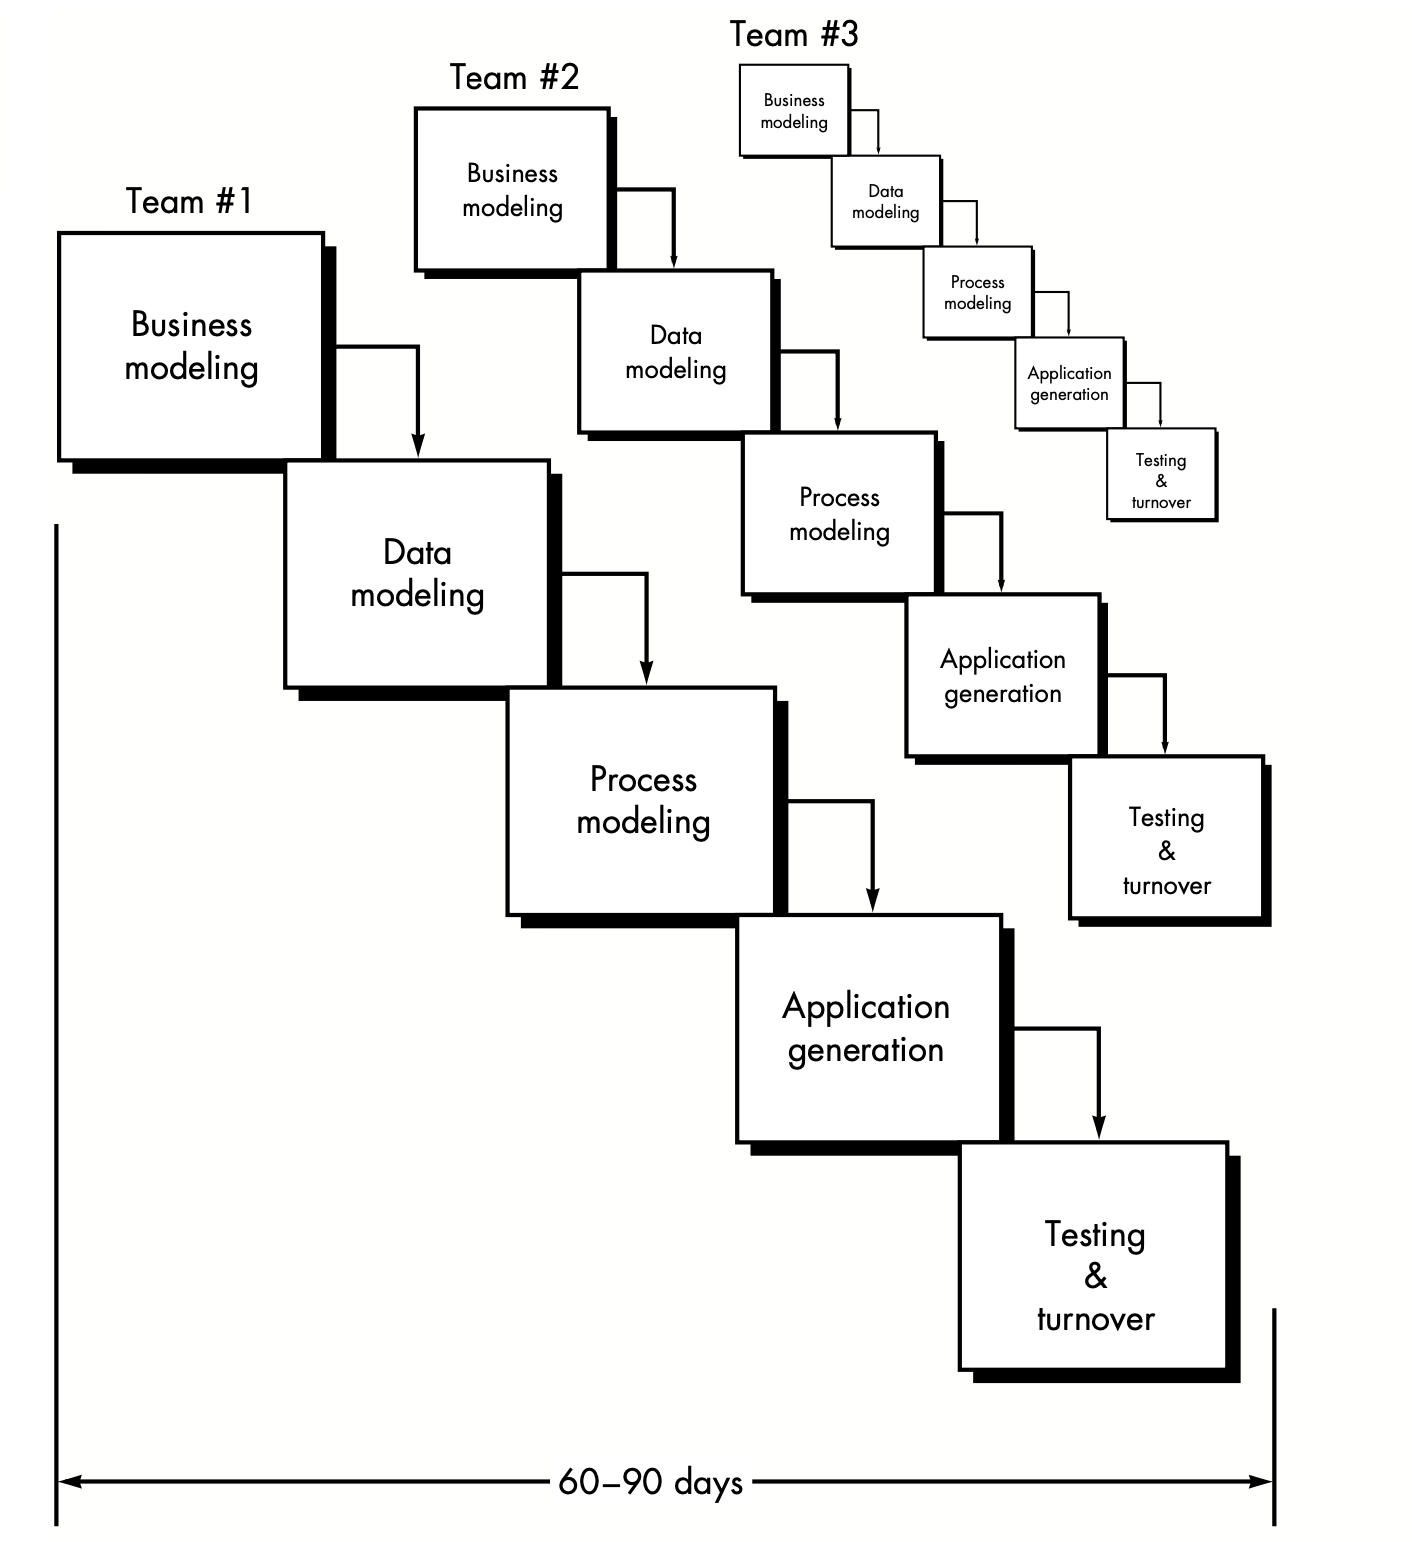 Team #3
Business
modeling
Data
modeling
Process
modeling
Application
generation
Testing
&
turnover
Team #2
Business
modeling
Data
modeling
Process
modeling
Application
generation
Testing
&
turnover
Team #1
Business
modeling
Data
modeling
Process
modeling
Application
generation
Testing
&
turnover
60–90 days